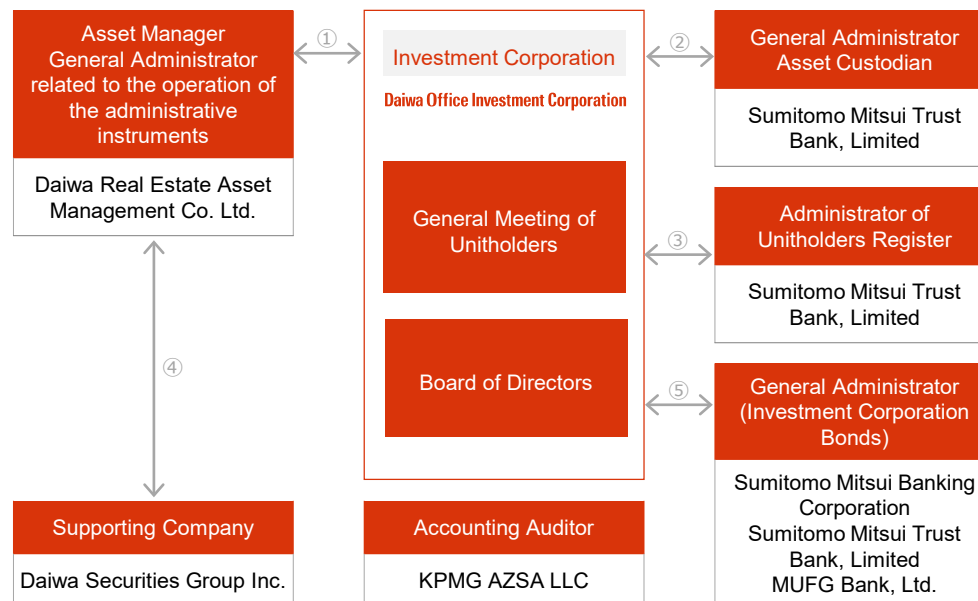 Asset Manager
General Administrator
related to the operation of
the administrative
instruments
Daiwa Real Estate Asset
Management Co. Ltd.
①
Investment Corporation
Daiwa Office Investment Corporation
General Meeting of
Unitholders
Board of Directors
②
General Administrator
Asset Custodian
Sumitomo Mitsui Trust
Bank, Limited
③
Administrator of
Unitholders Register
Sumitomo Mitsui Trust
Bank, Limited
④
⑤
General Administrator
(Investment Corporation
Bonds)
Sumitomo Mitsui Banking
Corporation
Sumitomo Mitsui Trust
Bank, Limited
MUFG Bank, Ltd.
Supporting Company
Daiwa Securities Group Inc.
Accounting Auditor
KPMG AZSA LLC